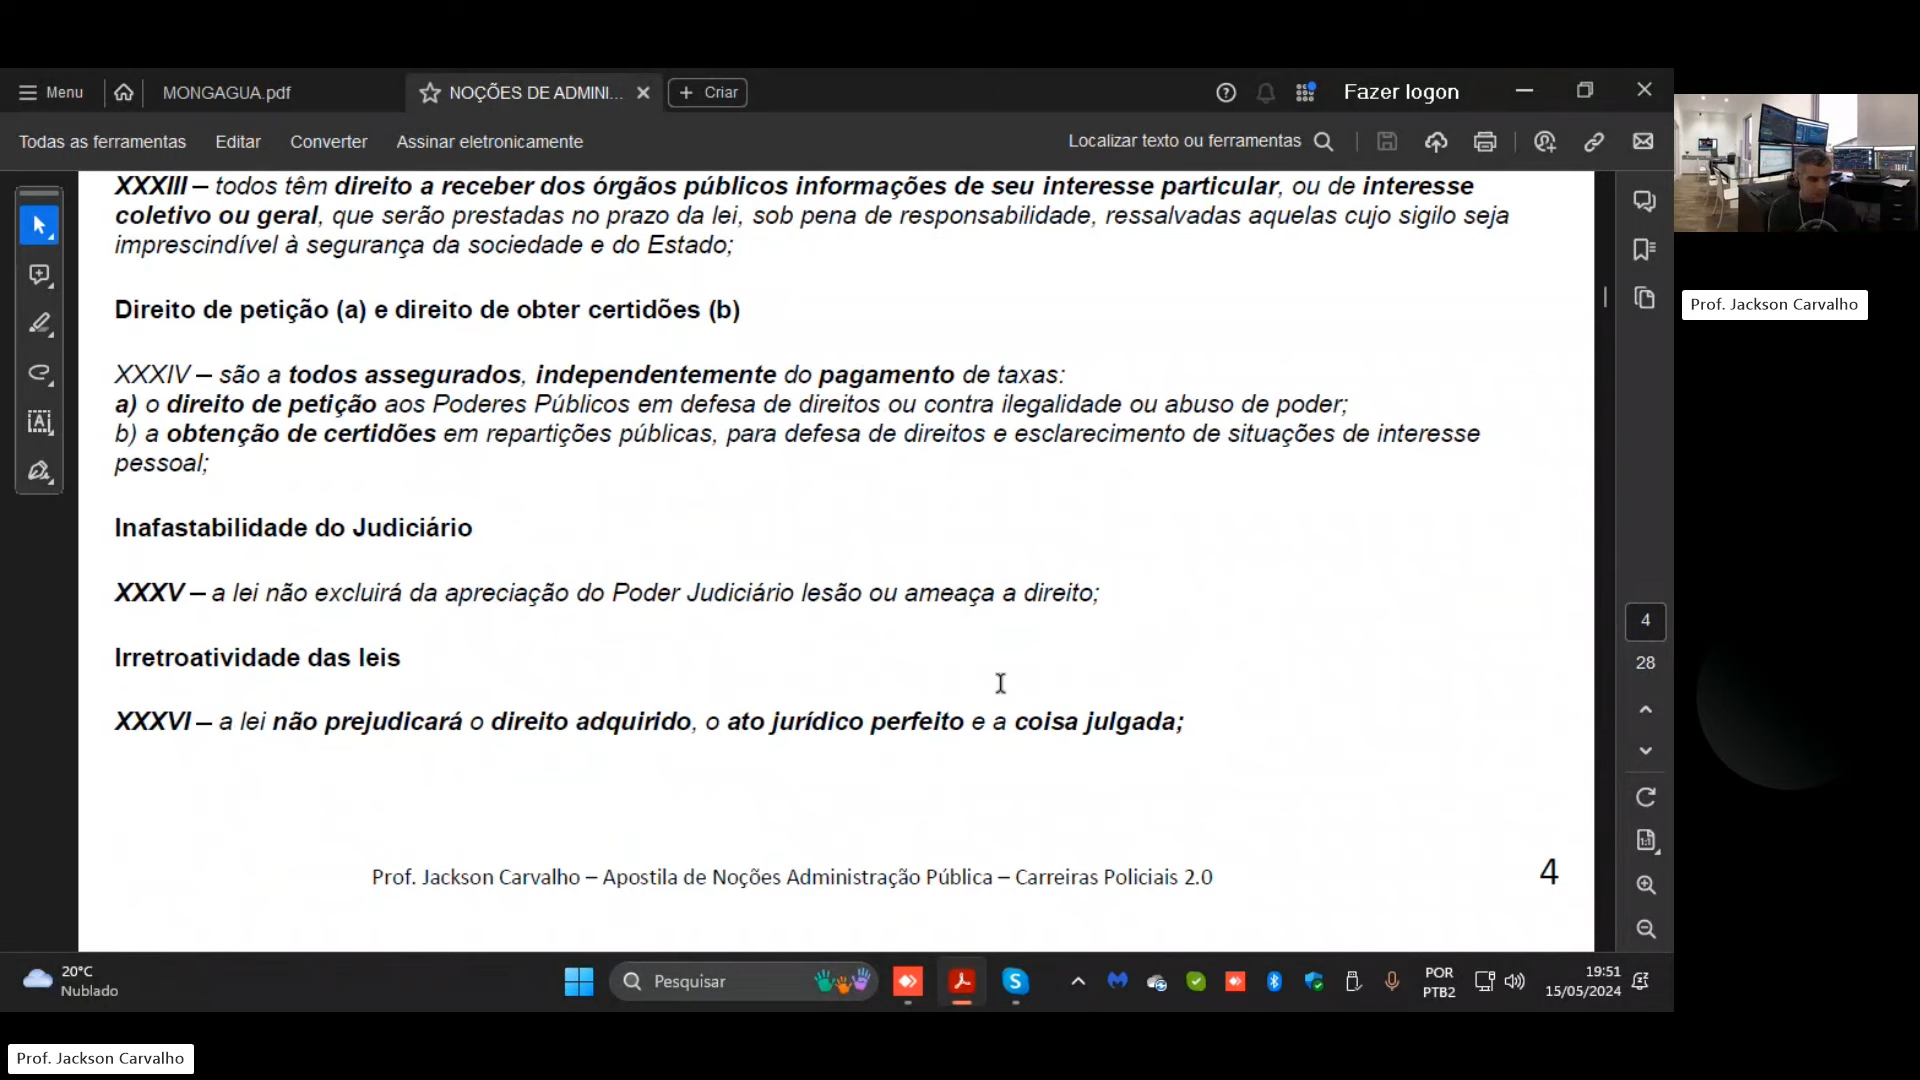 Menu
MONGAGUA.pdf
NOÇÕES DE ADMINI...
Criar
Fazer logon
Todas as ferramentas
Editar
Converter
Assinar eletronicamente
Localizar texto ou ferramentas
XXXIII – todos têm direito a receber dos órgãos públicos informações de seu interesse particular, ou de interesse
coletivo ou geral, que serão prestadas no prazo da lei, sob pena de responsabilidade, ressalvadas aquelas cujo sigilo seja
imprescindível à segurança da sociedade e do Estado;
Direito de petição (a) e direito de obter certidões (b)
XXXIV – são a todos assegurados, independentemente do pagamento de taxas:
a) o direito de petição aos Poderes Públicos em defesa de direitos ou contra ilegalidade ou abuso de poder;
b) a obtenção de certidões em repartições públicas, para defesa de direitos e esclarecimento de situações de interesse
pessoal;
Inafastabilidade do Judiciário
XXXV – a lei não excluirá da apreciação do Poder Judiciário lesão ou ameaça a direito;
Irretroatividade das leis
XXXVI – a lei não prejudicará o direito adquirido, o ato jurídico perfeito e a coisa julgada;
Prof. Jackson Carvalho – Apostila de Noções Administração Pública – Carreiras Policiais 2.0
4
4
28
Prof. Jackson Carvalho
20°C
Nublado
Pesquisar
POR
PTB2
19:51
15/05/2024
Prof. Jackson Carvalho